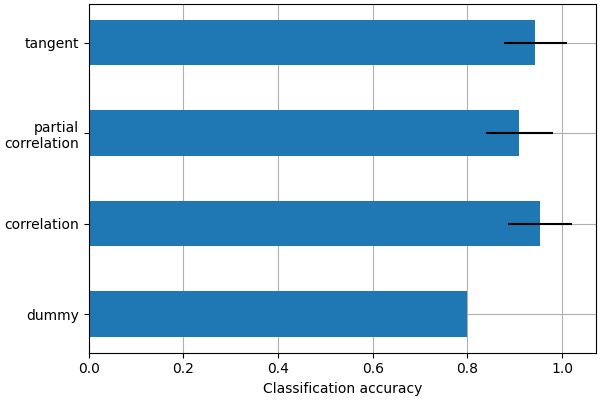 tangent
partial
correlation
correlation
dummy
0.0 0.2 0.4 0.6 0.8 1.0
Classification accuracy